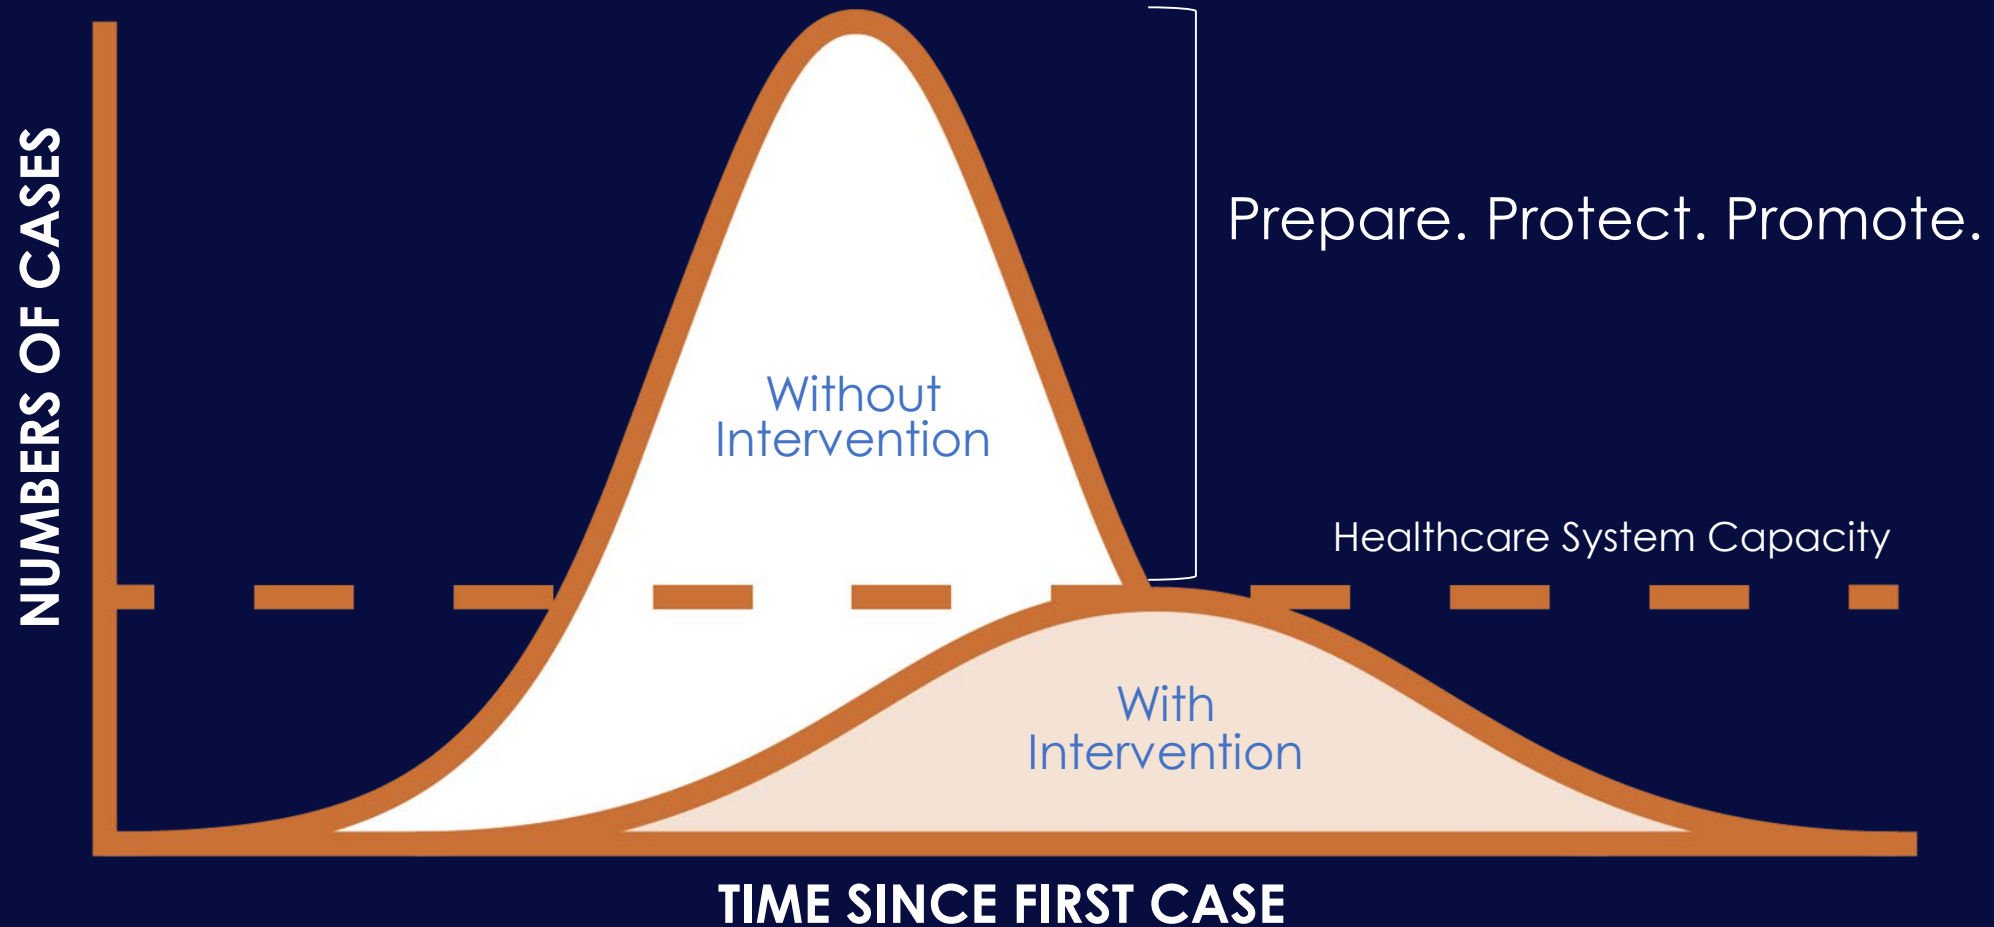 NUMBERS OF CASES
Without
Intervention
Prepare. Protect. Promote.
Healthcare System Capacity
With
Intervention
TIME SINCE FIRST CASE